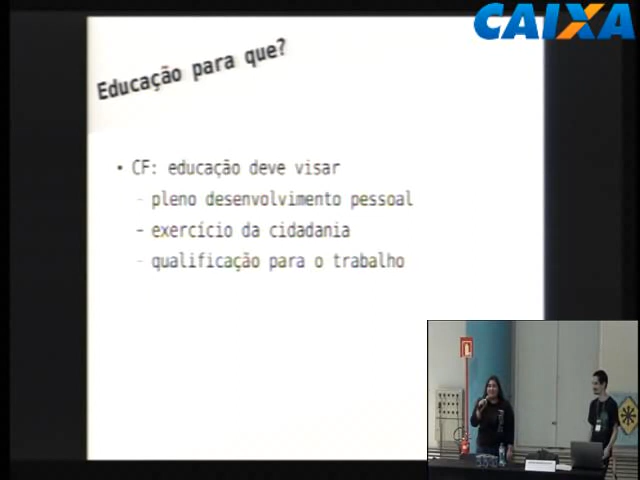 CAIXA
Educação para que?
• CF: educação deve visar
- pleno desenvolvimento pessoal
- exercício da cidadania
- qualificação para o trabalho